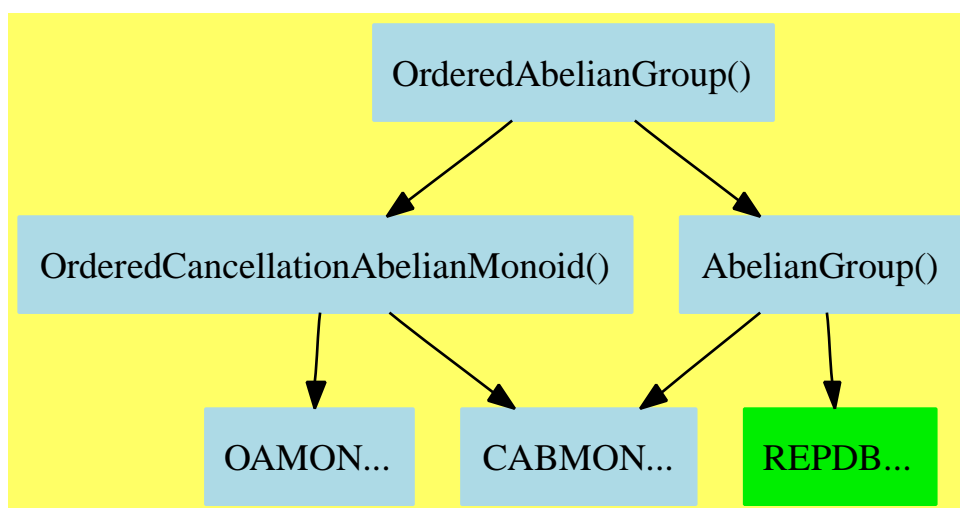 OrderedAbelianGroup()
OrderedCancellationAbelianMonoid()
AbelianGroup()
OAMON...
CABMON...
REPDB...